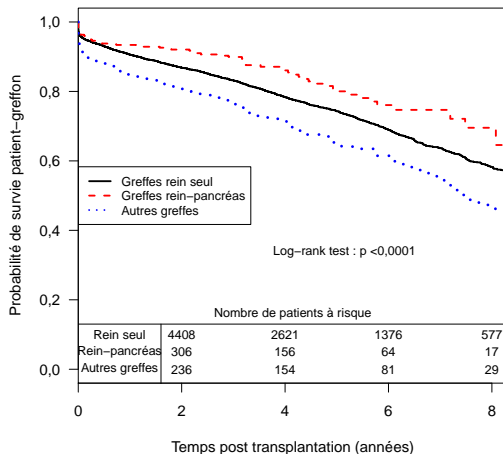 1,0
0,8
0,6
0,4
0,2
0,0
Probabilité de survie patient−greffon
Greffes rein seul
Greffes rein−pancréas
Autres greffes
Log−rank test : p <0,0001
Nombre de patients à risque
Rein seul 4408 2621 1376 577
Rein−pancréas 306 156 64 17
Autres greffes 236 154 81 29
0 2 4 6 8
Temps post transplantation (années)